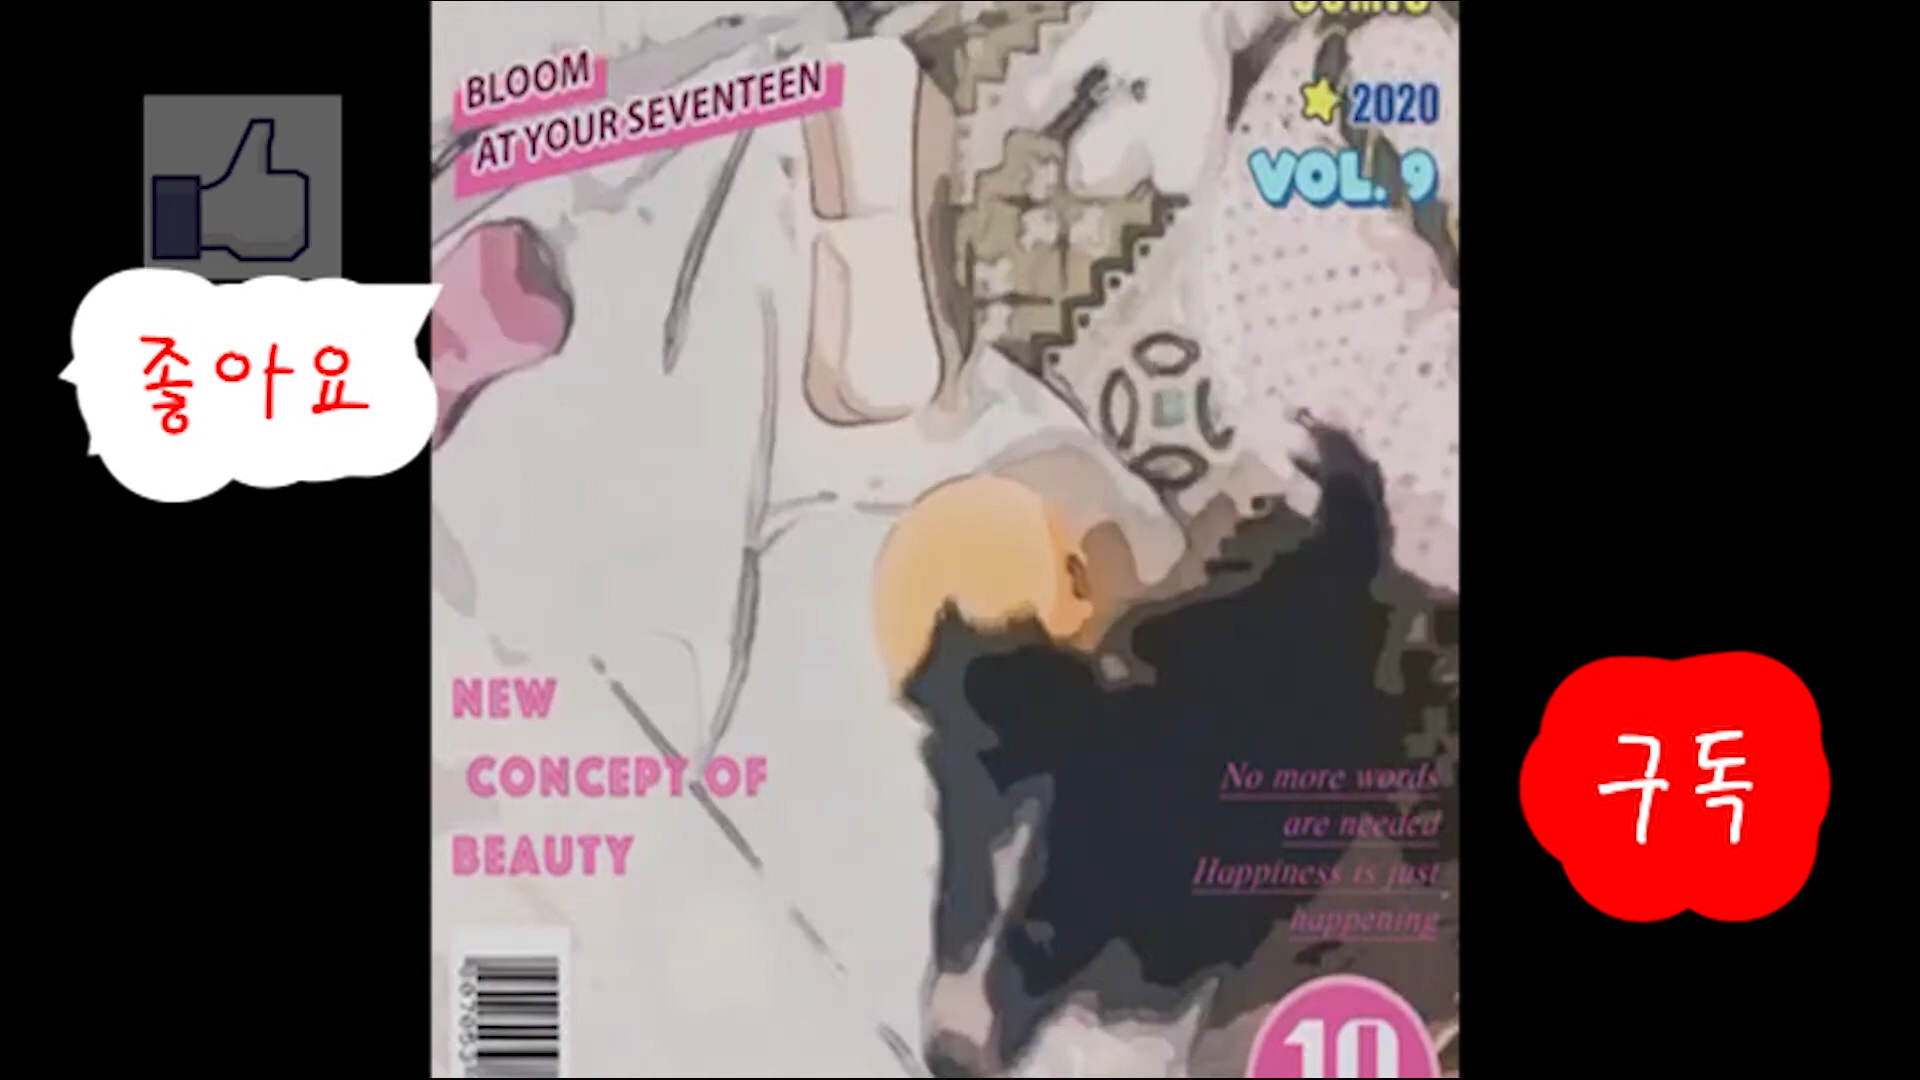 BLOOM
AT YOUR SEVENTEEN
2020
VOL. 9
좋아요
NEW
CONCEPT OF
BEAUTY
No more words
are needed
Happiness is just
happening
구독
10